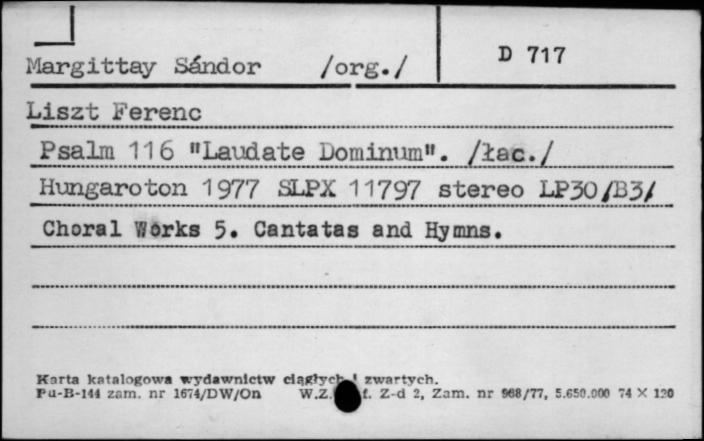 Margittay Sándor /org./ D 717
Liszt Ferenc
Psalm 116 "Laudate Dominum". /łac./
Hungaroton 1977 SLPX 11797 stereo LP30/B3/
Choral Works 5. Cantatas and Hymns.
Karta katalogowa wydawnictw ciągłych i zwartych.
Pu-B-144 zam. nr 1674/DW/On W.Z. Z-d 2, Zam. nr 968/77, 5.650.000 74 × 120